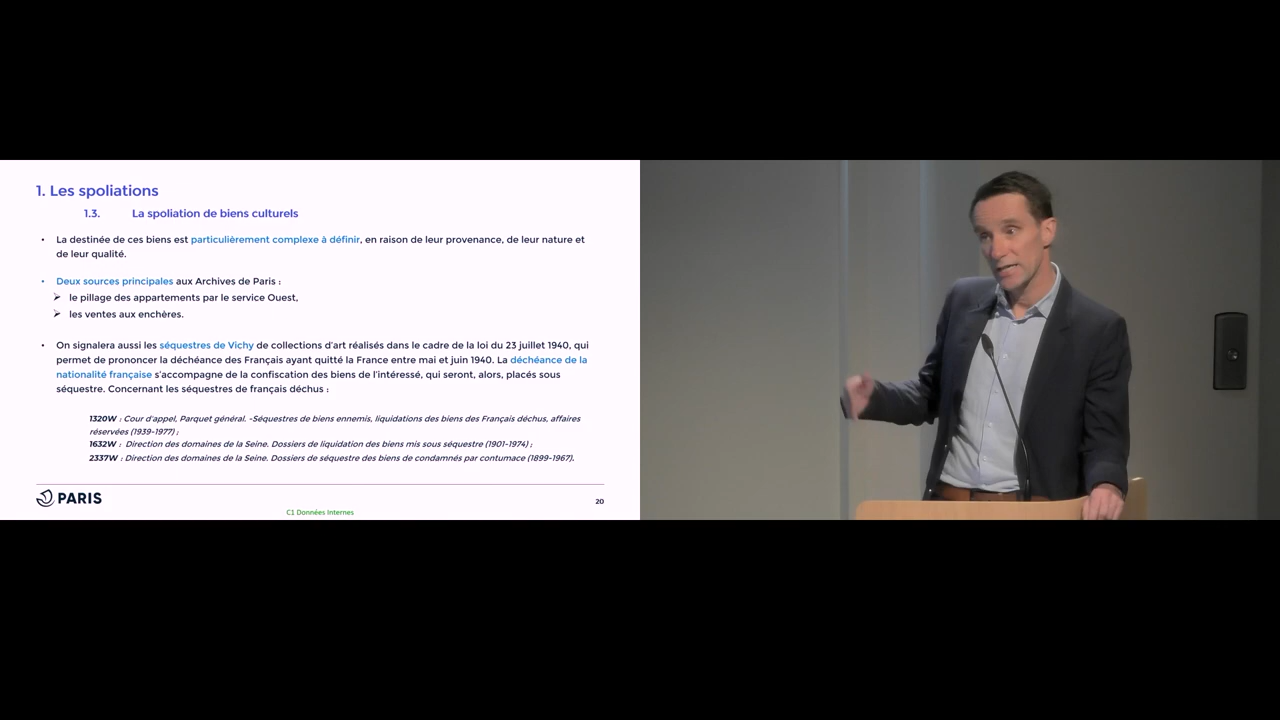 1. Les spoliations
1.3. La spoliation de biens culturels
• La destinée de ces biens est particulièrement complexe à définir, en raison de leur provenance, de leur nature et
de leur qualité.
• Deux sources principales aux Archives de Paris :
➢ le pillage des appartements par le service Ouest,
➢ les ventes aux enchères.
• On signalera aussi les séquestres de Vichy de collections d'art réalisés dans le cadre de la loi du 23 juillet 1940, qui
permet de prononcer la déchéance des Français ayant quitté la France entre mai et juin 1940. La déchéance de la
nationalité française s'accompagne de la confiscation des biens de l'intéressé, qui seront, alors, placés sous
séquestre. Concernant les séquestres de français déchus :
1320W : Cour d'appel, Parquet général. -Séquestres de biens ennemis, liquidations des biens des Français déchus, affaires
réservées (1939-1977) ;
1632W : Direction des domaines de la Seine. Dossiers de liquidation des biens mis sous séquestre (1901-1974) ;
2337W : Direction des domaines de la Seine. Dossiers de séquestre des biens de condamnés par contumace (1899-1967).
PARIS
20
C1 Données Internes